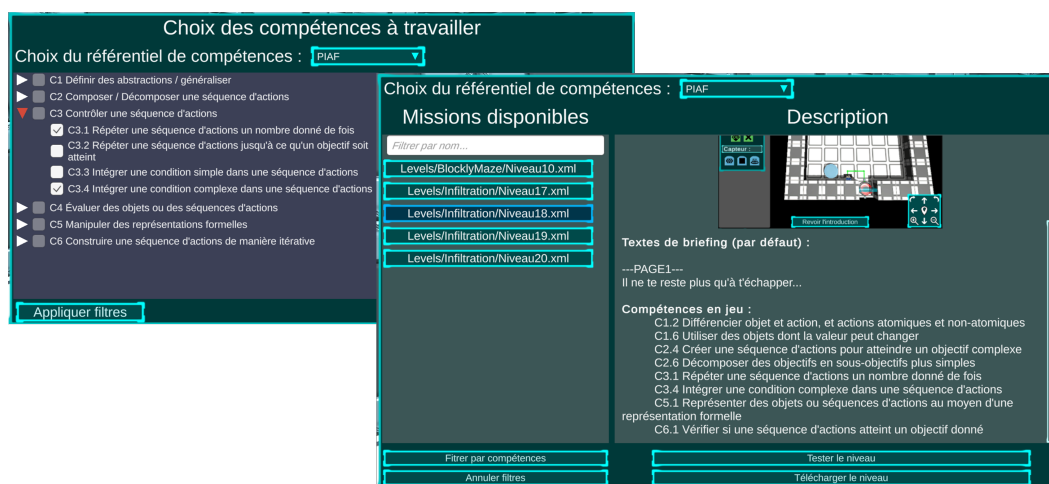 Choix des compétences à travailler
Choix du référentiel de compétences : PIAF
C1 Définir des abstractions / généraliser
C2 Composer / Décomposer une séquence d'actions
C3 Contrôler une séquence d'actions
C3.1 Répéter une séquence d'actions un nombre donné de fois
C3.2 Répéter une séquence d'actions jusqu'à ce qu'un objectif soit
atteint
C3.3 Intégrer une condition simple dans une séquence d'actions
C3.4 Intégrer une condition complexe dans une séquence d'actions
C4 Évaluer des objets ou des séquences d'actions
C5 Manipuler des représentations formelles
C6 Construire une séquence d'actions de manière itérative
Appliquer filtres
Choix du référentiel de compétences : PIAF
Missions disponibles
Filtrer par nom...
Levels/BlocklyMaze/Niveau10.xml
Levels/Infiltration/Niveau17.xml
Levels/Infiltration/Niveau18.xml
Levels/Infiltration/Niveau19.xml
Levels/Infiltration/Niveau20.xml
Fitrer par compétences
Annuler filtres
Description
Capteur :
Revoir l'introduction
Textes de briefing (par défaut) :
---PAGE1---
Il ne te reste plus qu'à t'échapper...
Compétences en jeu :
C1.2 Différencier objet et action, et actions atomiques et non-atomiques
C1.6 Utiliser des objets dont la valeur peut changer
C2.4 Créer une séquence d'actions pour atteindre un objectif complexe
C2.6 Décomposer des objectifs en sous-objectifs plus simples
C3.1 Répéter une séquence d'actions un nombre donné de fois
C3.4 Intégrer une condition complexe dans une séquence d'actions
C5.1 Représenter des objets ou séquences d'actions au moyen d'une
représentation formelle
C6.1 Vérifier si une séquence d'actions atteint un objectif donné
Tester le niveau
Télécharger le niveau